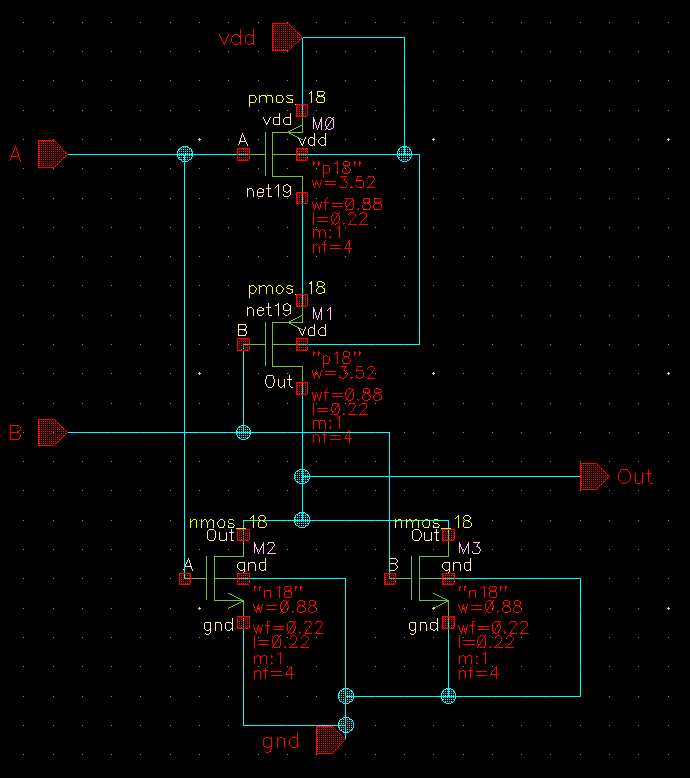 vdd
pmos_18
vdd
M0
A
vdd
A
"p18"
w=3.52
net19
wf=0.88
l=0.22
m:1
nf=4
pmos_18
net19
M1
B
vdd
"p18"
w=3.52
Out
wf=0.88
l=0.22
m:1
nf=4
B
Out
nmos_18
nmos_18
Out
Out
M2
M3
A
gnd
B
gnd
"n18"
"n18"
w=0.88
w=0.88
gnd
wf=0.22
gnd
wf=0.22
l=0.22
l=0.22
m:1
m:1
nf=4
nf=4
gnd